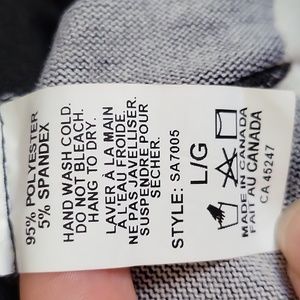 95% POLYESTER
5% SPANDEX
HAND WASH COLD.
DO NOT BLEACH.
HANG TO DRY.
LAVER À LA MAIN
A L'EAU FROIDE.
NE PAS JAVELLISER.
SUSPENDRE POUR
SECHER.
STYLE: SA7005
L/G
MADE IN CANADA
FAIT AU CANADA
CA 45247